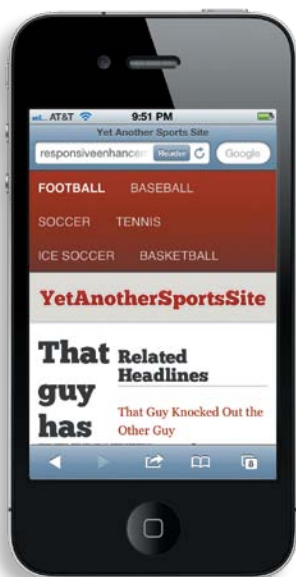 AT&T 9:51 PM
Yet Another Sports Site
responsiveenhancem Reader Google
FOOTBALL BASEBALL
SOCCER TENNIS
ICE SOCCER BASKETBALL
YetAnotherSportsSite
That
guy
has
Related
Headlines
That Guy Knocked Out the
Other Guy
8